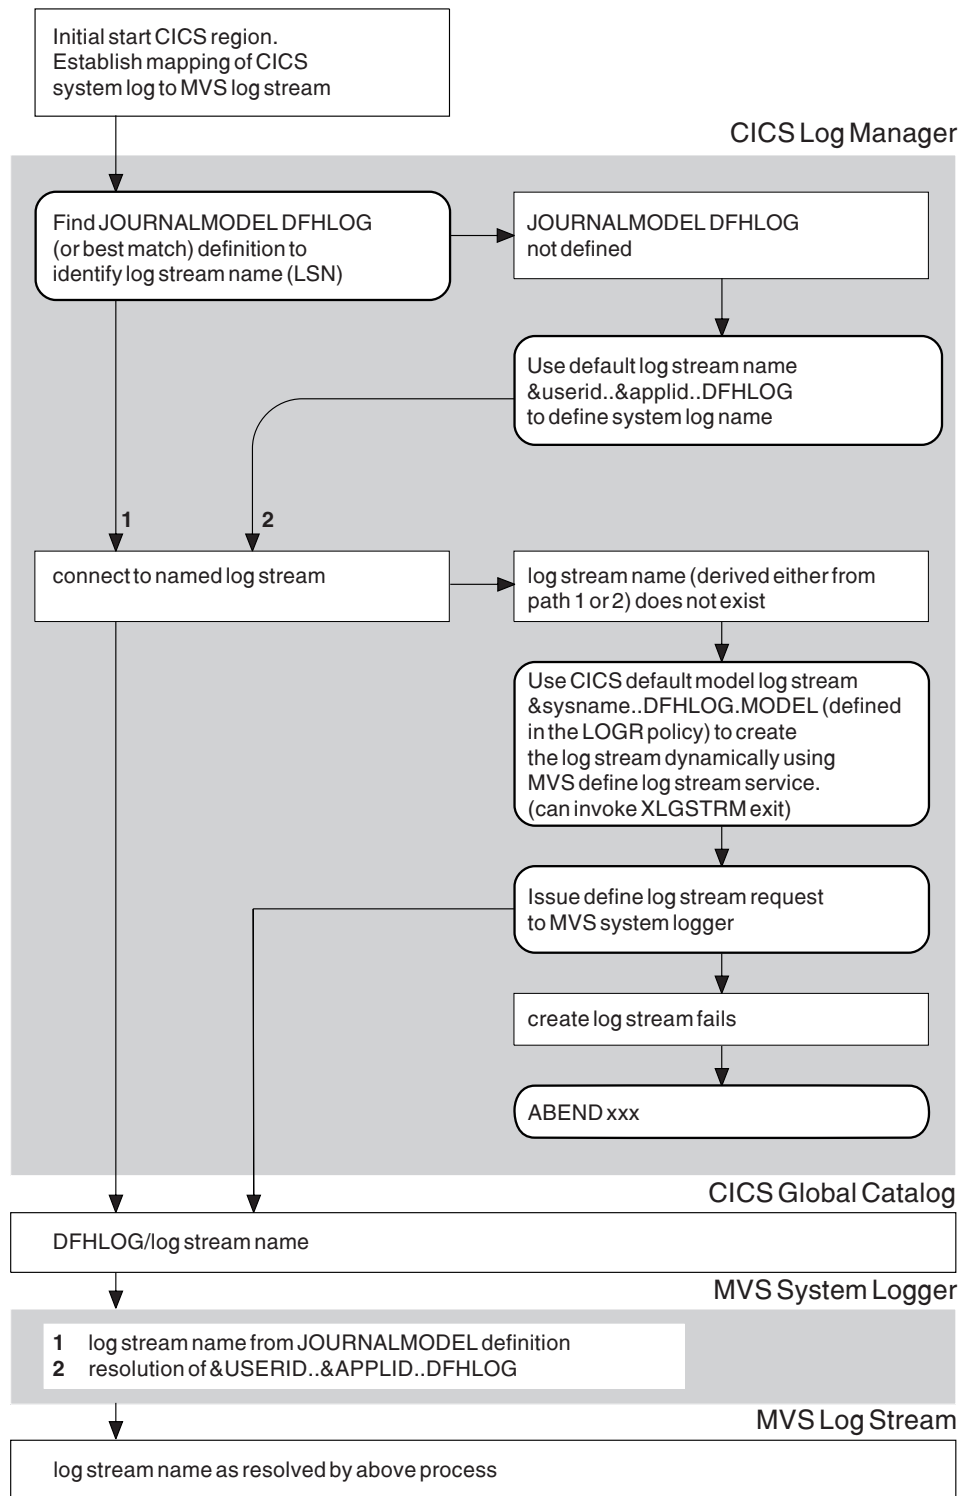 Initial start CICS region.
Establish mapping of CICS
system log to MVS log stream
CICS Log Manager
Find JOURNALMODEL DFHLOG
(or best match) definition to
identify log stream name (LSN)
JOURNALMODEL DFHLOG
not defined
Use default log stream name
&userid..&applid..DFHLOG
to define system log name
1
2
connect to named log stream
log stream name (derived either from
path 1 or 2) does not exist
Use CICS default model log stream
&sysname..DFHLOG.MODEL (defined
in the LOGR policy) to create
the log stream dynamically using
MVS define log stream service.
(can invoke XLGSTRM exit)
Issue define log stream request
to MVS system logger
create log stream fails
ABEND xxx
CICS Global Catalog
DFHLOG/log stream name
MVS System Logger
1 log stream name from JOURNALMODEL definition
2 resolution of &USERID..&APPLID..DFHLOG
MVS Log Stream
log stream name as resolved by above process